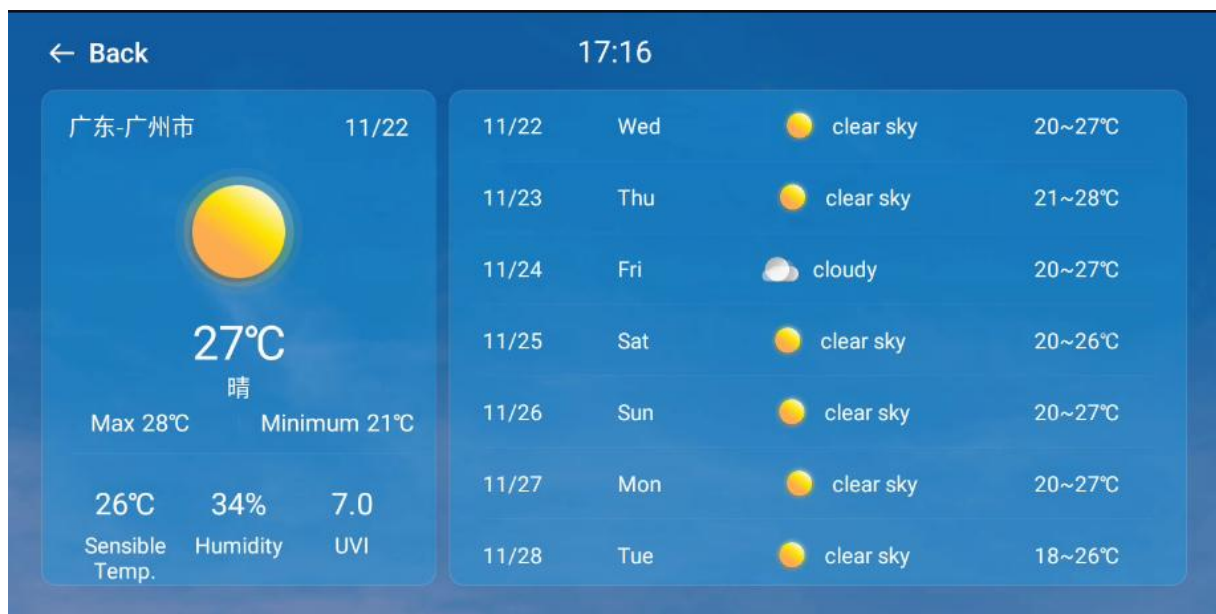 ← Back
17:16
广东-广州市 11/22
27℃
晴
Max 28℃ Minimum 21℃
26℃ 34% 7.0
Sensible Temp. Humidity UVI
11/22 Wed clear sky 20~27℃
11/23 Thu clear sky 21~28℃
11/24 Fri cloudy 20~27℃
11/25 Sat clear sky 20~26℃
11/26 Sun clear sky 20~27℃
11/27 Mon clear sky 20~27℃
11/28 Tue clear sky 18~26℃